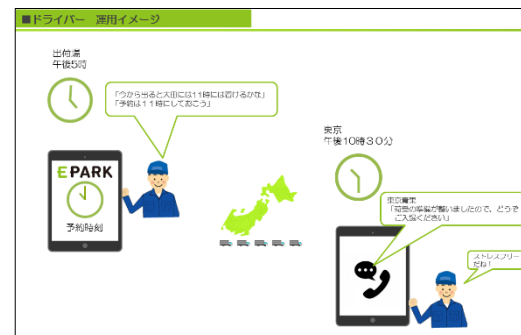 ■ドライバー 運用イメージ
出荷場
午後5時
「今から出ると大田には11時には着けるかな」
「予約は11時にしておこう」
EPARK
予約時刻
東京
午後10時30分
東京青果
「荷受の準備が整いましたので、どうぞ
ご入場ください」
ストレスフリー
だね！